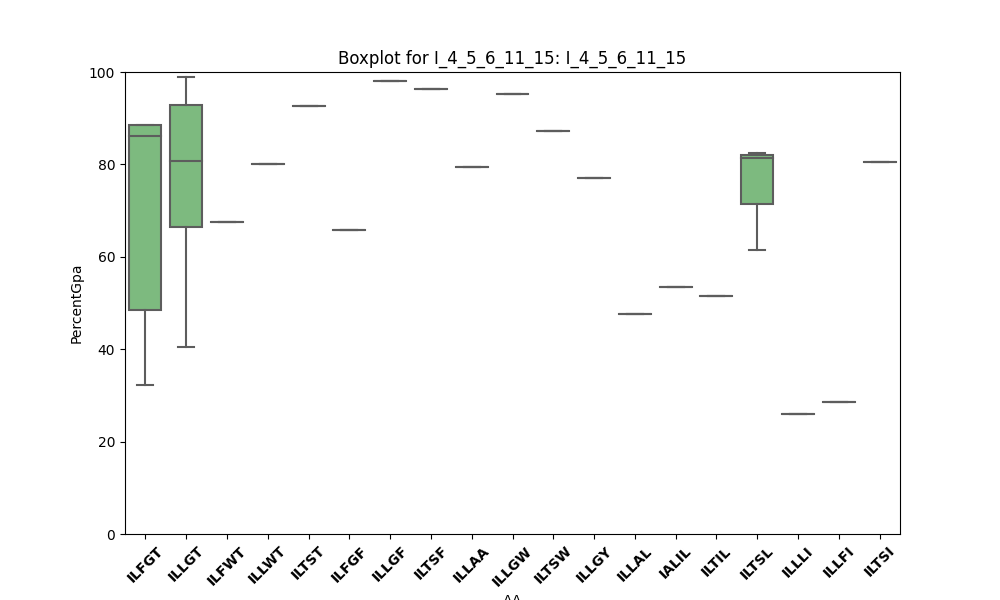 Boxplot for I_4_5_6_11_15: I_4_5_6_11_15
PercentGpa
100
80
60
40
20
0
ILFGT ILLGT ILFWT ILLWT ILTST ILFGF ILLGF ILTSF ILLAA ILLGW ILTSW ILLGY ILLAL IALIL ILTIL ILTSL ILLLI ILLFI ILTSI
AA